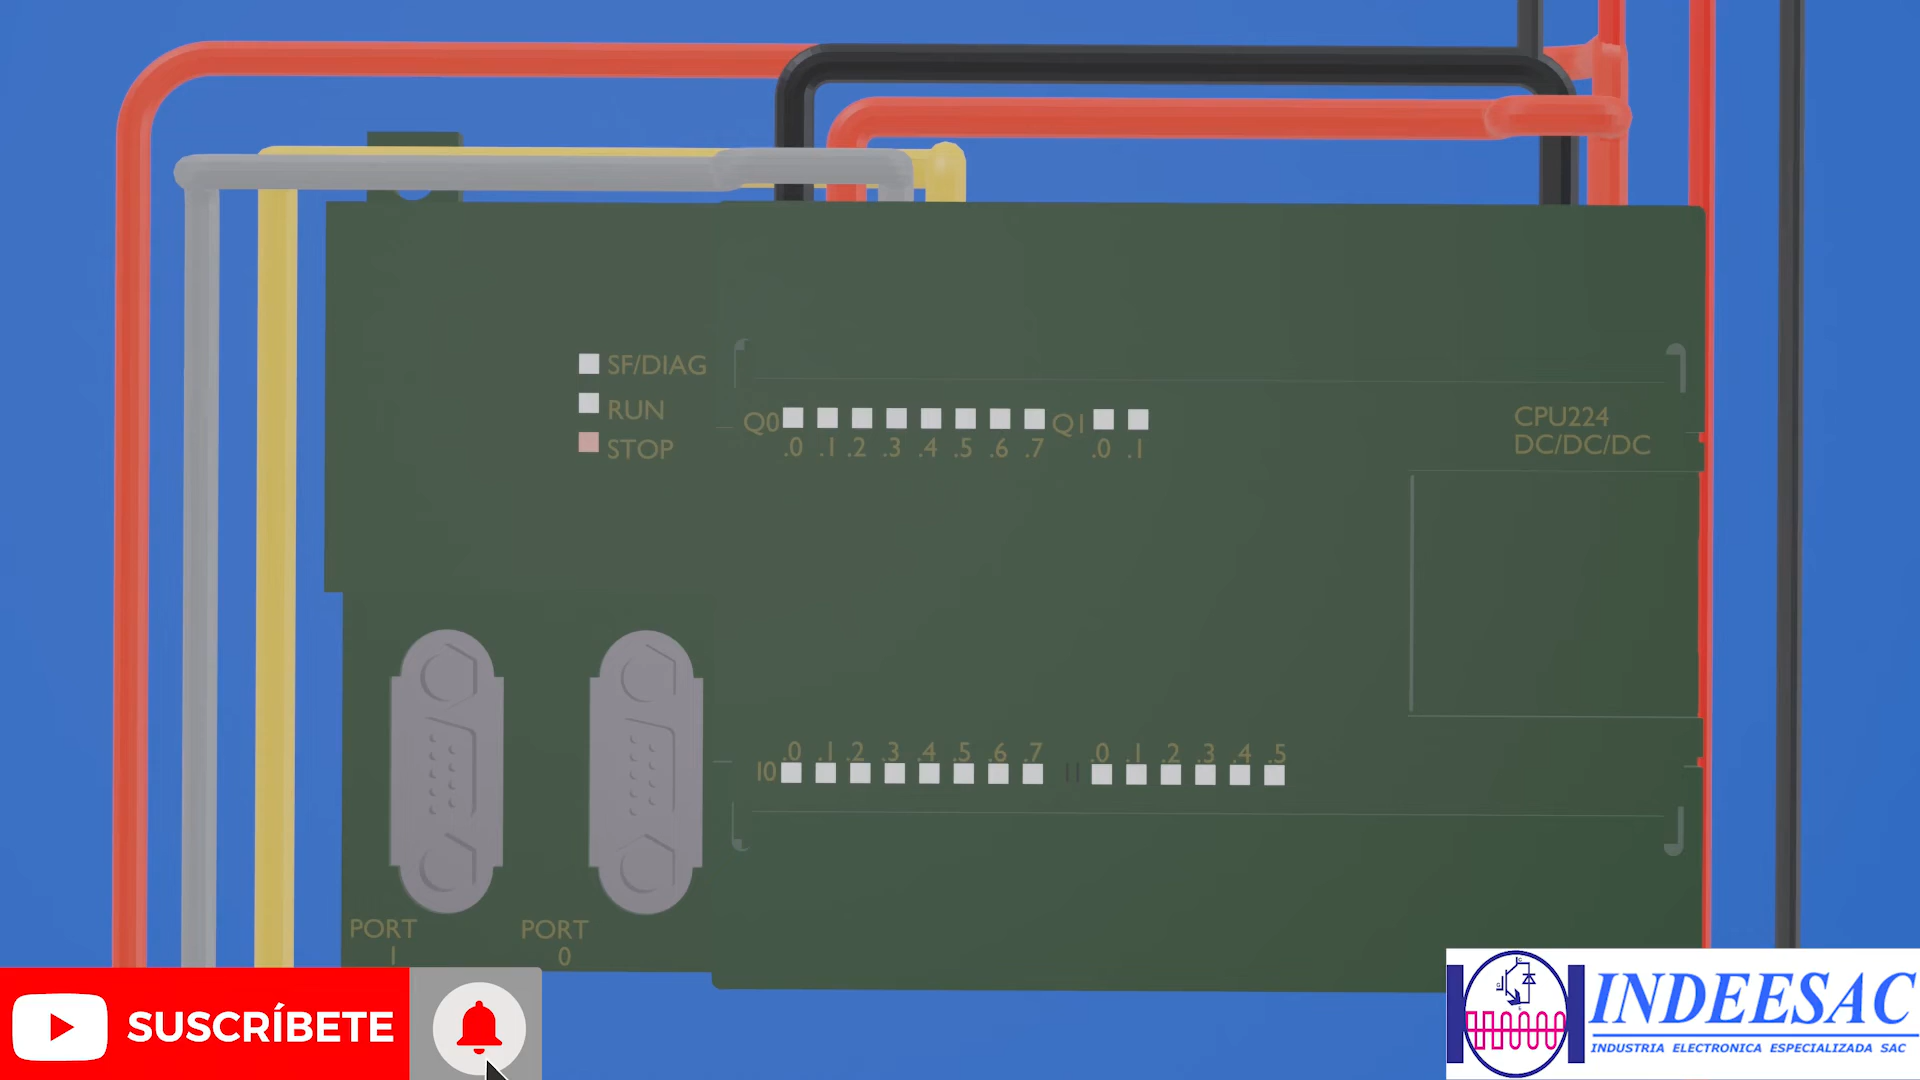 SF/DIAG
RUN
STOP
Q0
Q1
.0 .1 .2 .3 .4 .5 .6 .7 .0 .1
CPU224
DC/DC/DC
.0 .1 .2 .3 .4 .5 .6 .7 .0 .1 .2 .3 .4 .5
I0
I1
PORT
1
PORT
0
SUSCRÍBETE
INDEESAC
INDUSTRIA ELECTRONICA ESPECIALIZADA SAC